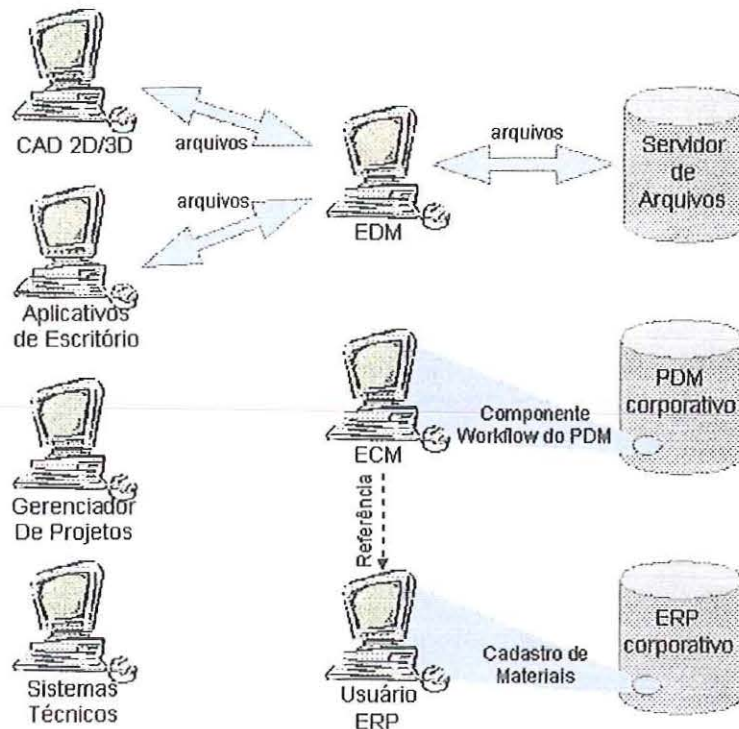 CAD 2D/3D
arquivos
arquivos
EDM
arquivos
Servidor
de
Arquivos
Aplicativos
de Escritório
ECM
Componente
Workflow do PDM
PDM
corporativo
Gerenciador
De Projetos
Referência
Sistemas
Técnicos
Usuário
ERP
Cadastro de
Materiais
ERP
corporativo